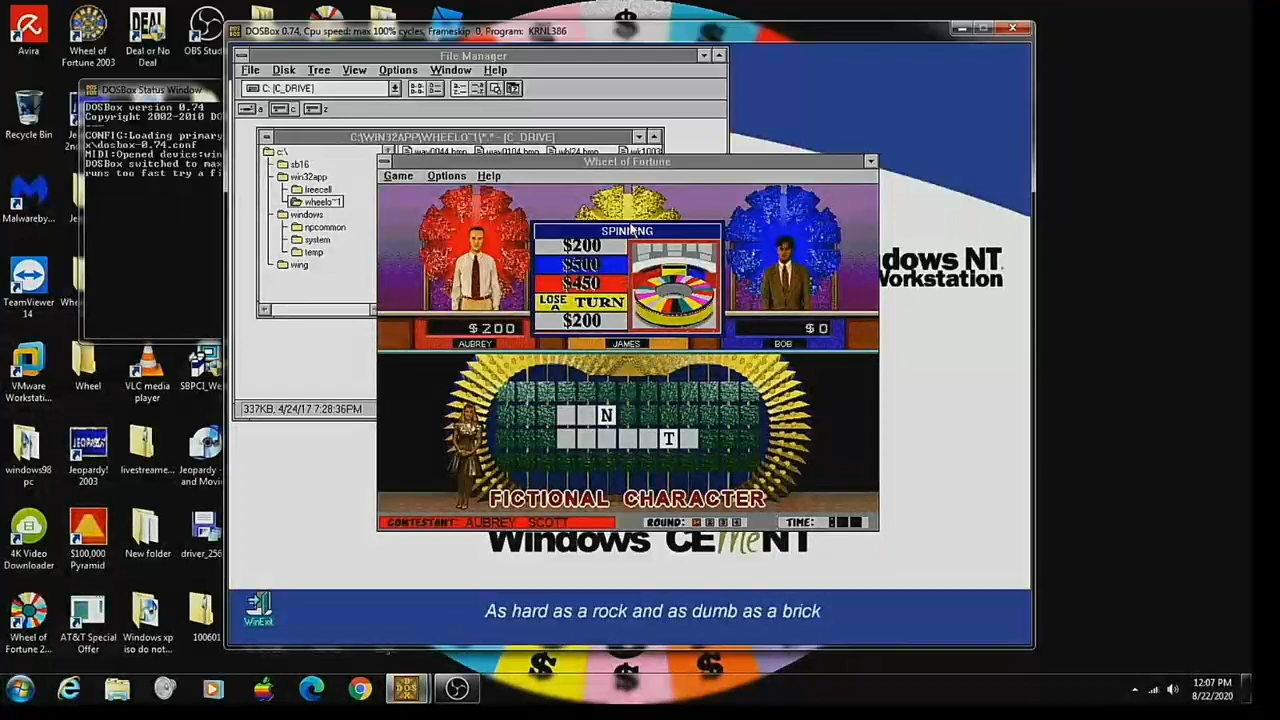 DOSBox 0.74, Cpu speed: max 100% cycles, Frameskip 0, Program: KRNL386
File Manager
File Disk Tree View Options Window Help
C: [C_DRIVE]
a c z
C:\WIN32APP\WHEELO~1\*.* - [C_DRIVE]
c:\
sb16
win32app
freecell
wheelo~1
windows
npcommon
system
temp
wing
337KB, 4/24/17 7:28:36PM
DOSBox Status Window
DOSBox version 0.74
Copyright 2002-2010 DO
---
CONFIG:Loading primary
x\dosbox-0.74.conf
MIDI:Opened device:win
DOSBox switched to max
runs too fast try a fi
Wheel of Fortune
Game Options Help
SPINNING
$200
$500
$450
LOSE A TURN
$200
$200
$0
AUBREY
JAMES
BOB
N
T
FICTIONAL CHARACTER
CONTESTANT: AUBREY SCOTT
ROUND:
TIME:
dows NT
orkstation
Windows CEMeNT
As hard as a rock and as dumb as a brick
WinExit
Avira
Wheel of Fortune 2003
Deal or No Deal
OBS Stud
Recycle Bin
Malwareby...
TeamViewer 14
VMware Workstati...
Wheel
VLC media player
SBPCI_We
windows98 pc
Jeopardy! 2003
livestreame...
Jeopardy - and Movi
4K Video Downloader
$100,000 Pyramid
New folder
driver_256
Wheel of Fortune 2...
AT&T Special Offer
Windows xp iso do not...
100601
12:07 PM
8/22/2020